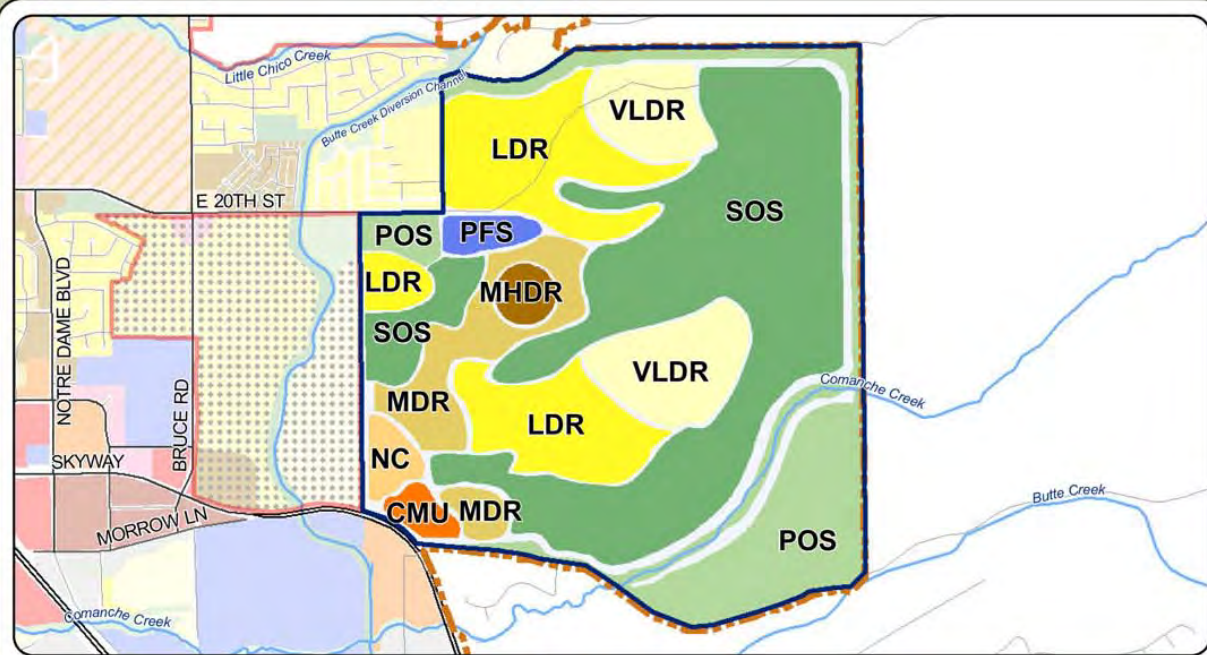 Little Chico Creek
Butte Creek Diversion Channel
VLDR
LDR
E 20TH ST
SOS
POS
PFS
LDR
MHDR
SOS
NOTRE DAME BLVD
BRUCE RD
VLDR
Comanche Creek
MDR
LDR
NC
SKYWAY
CMU
MDR
MORROW LN
Butte Creek
POS
Comanche Creek